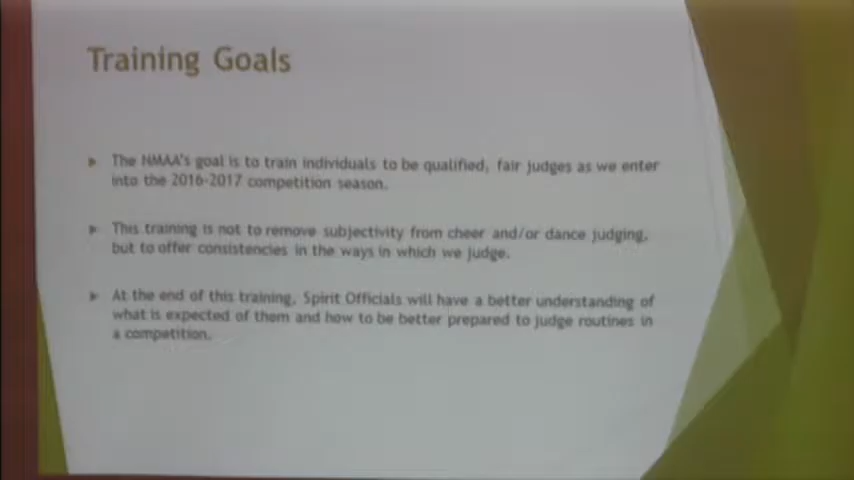 Training Goals
The NMAA's goal is to train individuals to be qualified, fair judges as we enter
into the 2016-2017 competition season.
This training is not to remove subjectivity from cheer and/or dance judging,
but to offer consistencies in the ways in which we judge.
At the end of this training, Spirit Officials will have a better understanding of
what is expected of them and how to be better prepared to judge routines in
a competition.